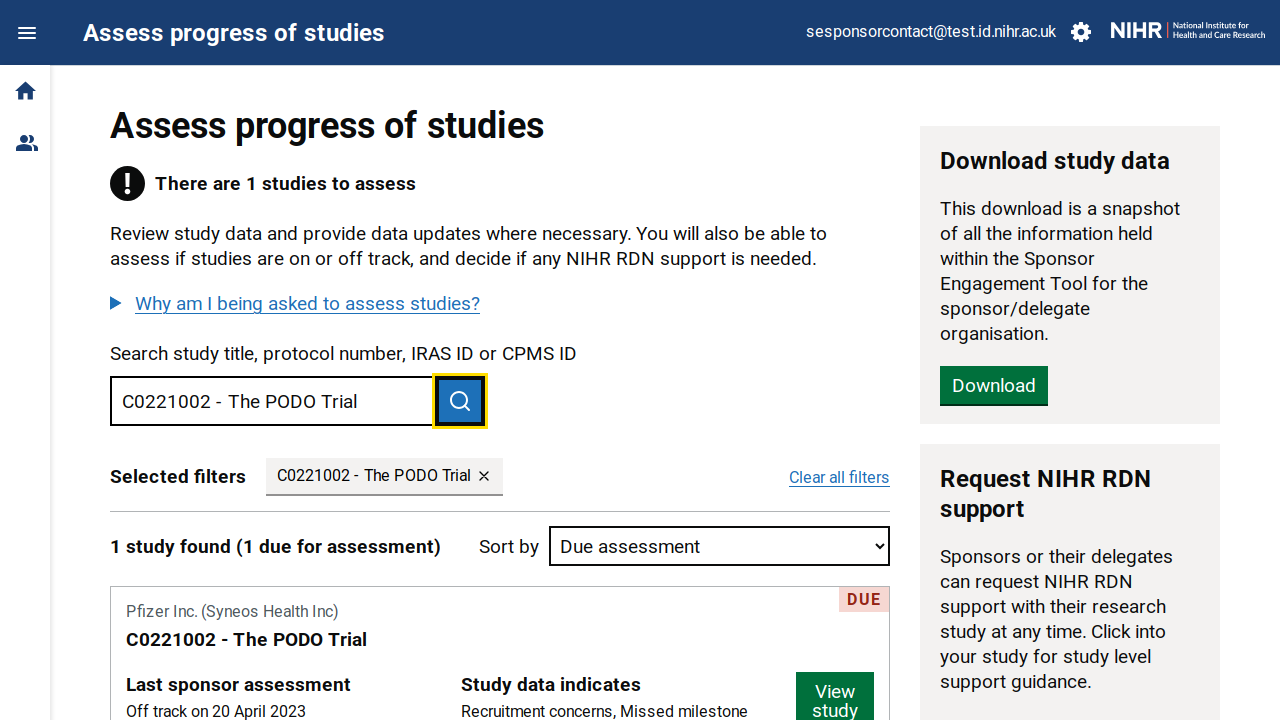 Assess progress of studies
sesponsorcontact@test.id.nihr.ac.uk
NIHR | National Institute for
Health and Care Research
Assess progress of studies
There are 1 studies to assess
Review study data and provide data updates where necessary. You will also be able to
assess if studies are on or off track, and decide if any NIHR RDN support is needed.
Why am I being asked to assess studies?
Search study title, protocol number, IRAS ID or CPMS ID
C0221002 - The PODO Trial
Selected filters
C0221002 - The PODO Trial
Clear all filters
1 study found (1 due for assessment)
Sort by
Due assessment
DUE
Pfizer Inc. (Syneos Health Inc)
C0221002 - The PODO Trial
Last sponsor assessment
Off track on 20 April 2023
Study data indicates
Recruitment concerns, Missed milestone
View
study
Download study data
This download is a snapshot
of all the information held
within the Sponsor
Engagement Tool for the
sponsor/delegate
organisation.
Download
Request NIHR RDN
support
Sponsors or their delegates
can request NIHR RDN
support with their research
study at any time. Click into
your study for study level
support guidance.